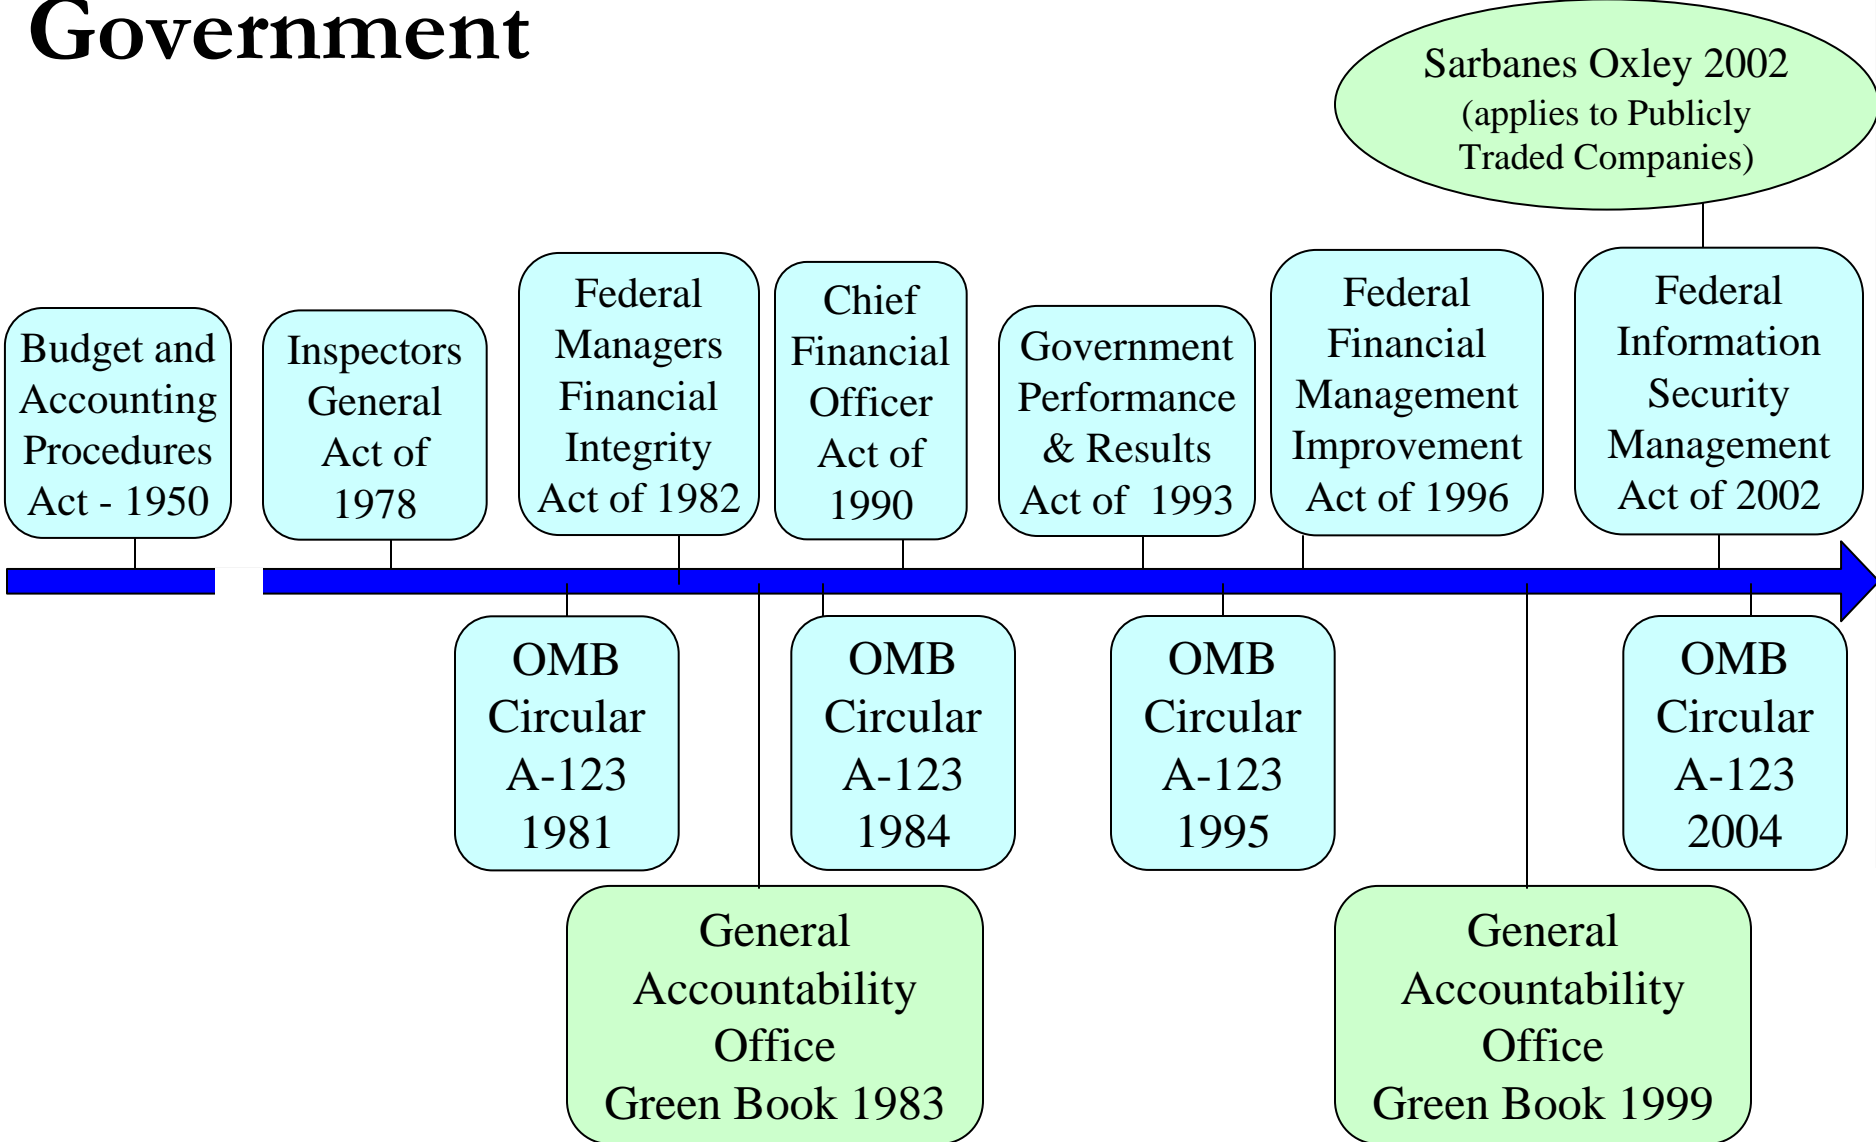 Government
Sarbanes Oxley 2002
(applies to Publicly
Traded Companies)
Budget and
Accounting
Procedures
Act - 1950
Inspectors
General
Act of
1978
Federal
Managers
Financial
Integrity
Act of 1982
Chief
Financial
Officer
Act of
1990
Government
Performance
& Results
Act of 1993
Federal
Financial
Management
Improvement
Act of 1996
Federal
Information
Security
Management
Act of 2002
OMB
Circular
A-123
1981
OMB
Circular
A-123
1984
OMB
Circular
A-123
1995
OMB
Circular
A-123
2004
General
Accountability
Office
Green Book 1983
General
Accountability
Office
Green Book 1999